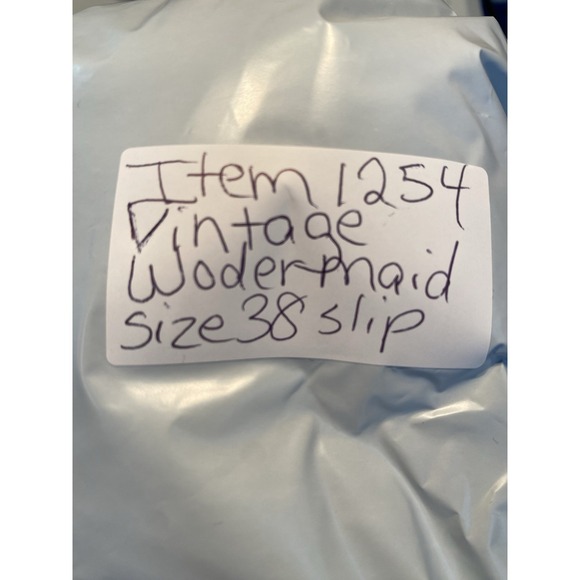 Item 1254
Vintage
Wodermaid
size 38 slip